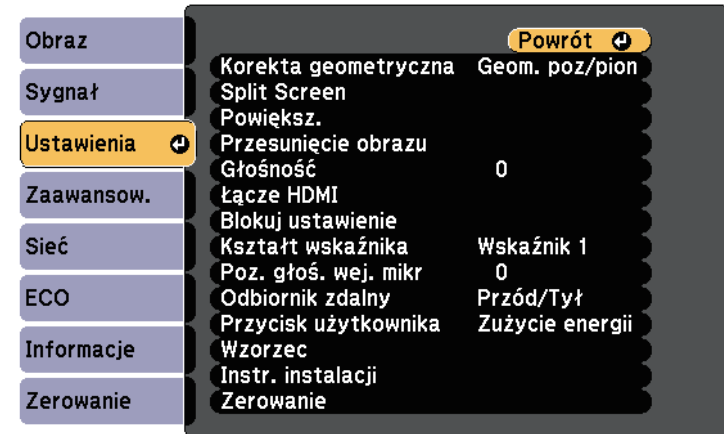 Obraz
Sygnał
Ustawienia
Zaawansow.
Sieć
ECO
Informacje
Zerowanie
Powrót
Korekta geometryczna Geom. poz/pion
Split Screen
Powiększ.
Przesunięcie obrazu
Głośność 0
Łącze HDMI
Blokuj ustawienie
Kształt wskaźnika Wskaźnik 1
Poz. głoś. wej. mikr 0
Odbiornik zdalny Przód/Tył
Przycisk użytkownika Zużycie energii
Wzorzec
Instr. instalacji
Zerowanie